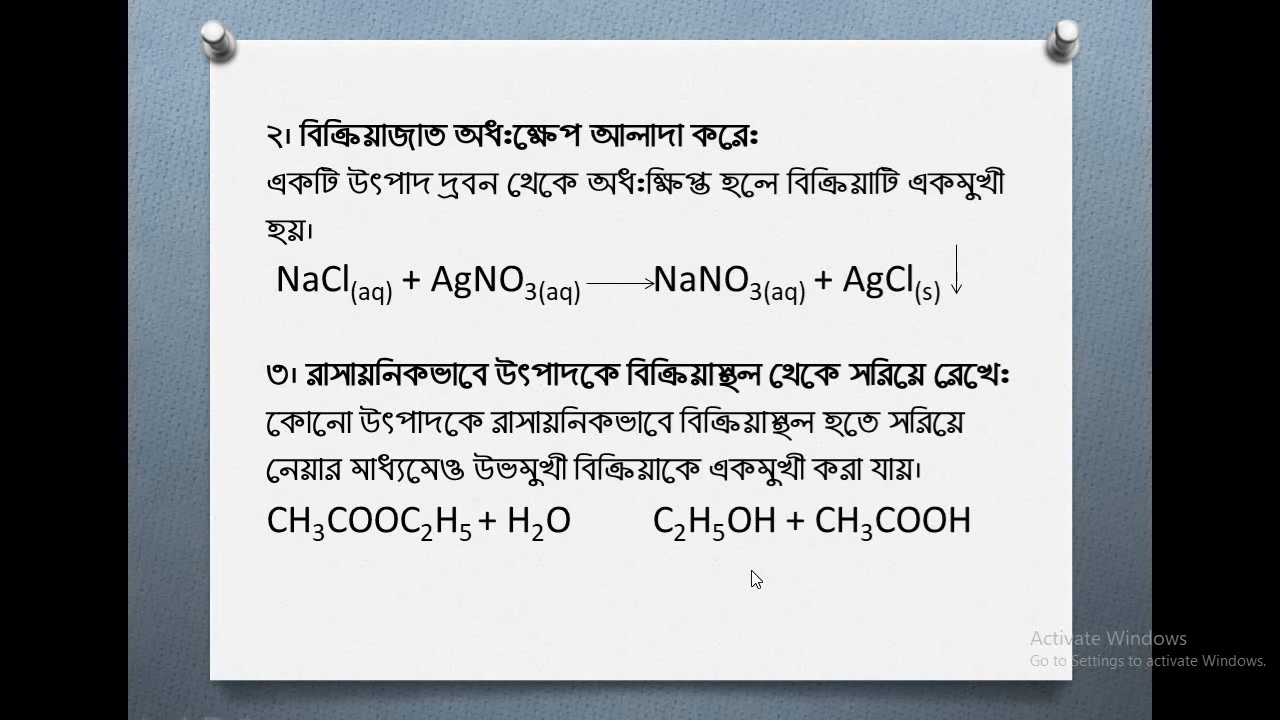 ২। বিক্রিয়াজাত অধ:ক্ষেপ আলাদা করে:
একটি উৎপাদ দ্রবন থেকে অধ:ক্ষিপ্ত হলে বিক্রিয়াটি একমুখী
হয়।
NaCl(aq) + AgNO3(aq) ⟶ NaNO3(aq) + AgCl(s) ↓
৩। রাসায়নিকভাবে উৎপাদকে বিক্রিয়াস্থল থেকে সরিয়ে রেখে:
কোনো উৎপাদকে রাসায়নিকভাবে বিক্রিয়াস্থল হতে সরিয়ে
নেয়ার মাধ্যমেও উভমুখী বিক্রিয়াকে একমুখী করা যায়।
CH3COOC2H5 + H2O C2H5OH + CH3COOH
Activate Windows
Go to Settings to activate Windows.